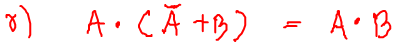 γ) A · (Ā + B) = A · B